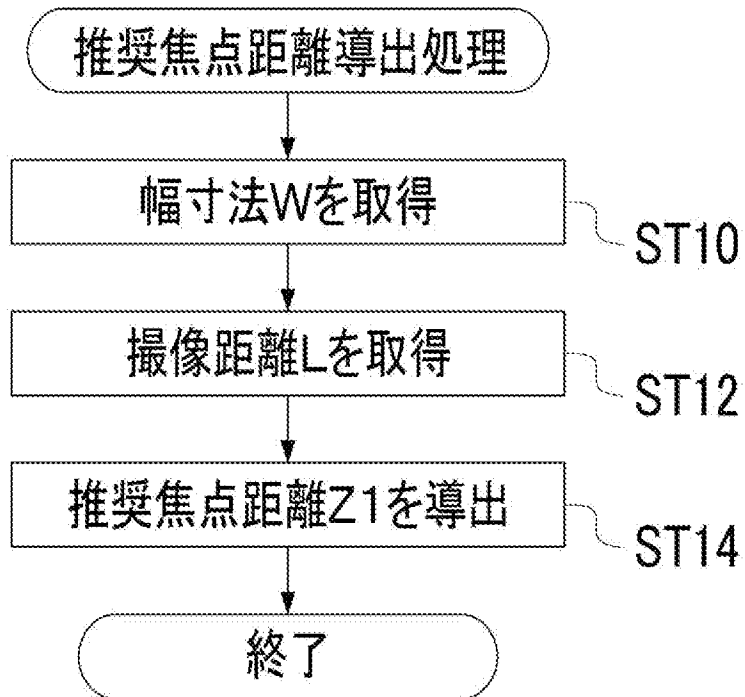 推奨焦点距離導出処理
幅寸法Wを取得
ST10
撮像距離Lを取得
ST12
推奨焦点距離Z1を導出
ST14
終了